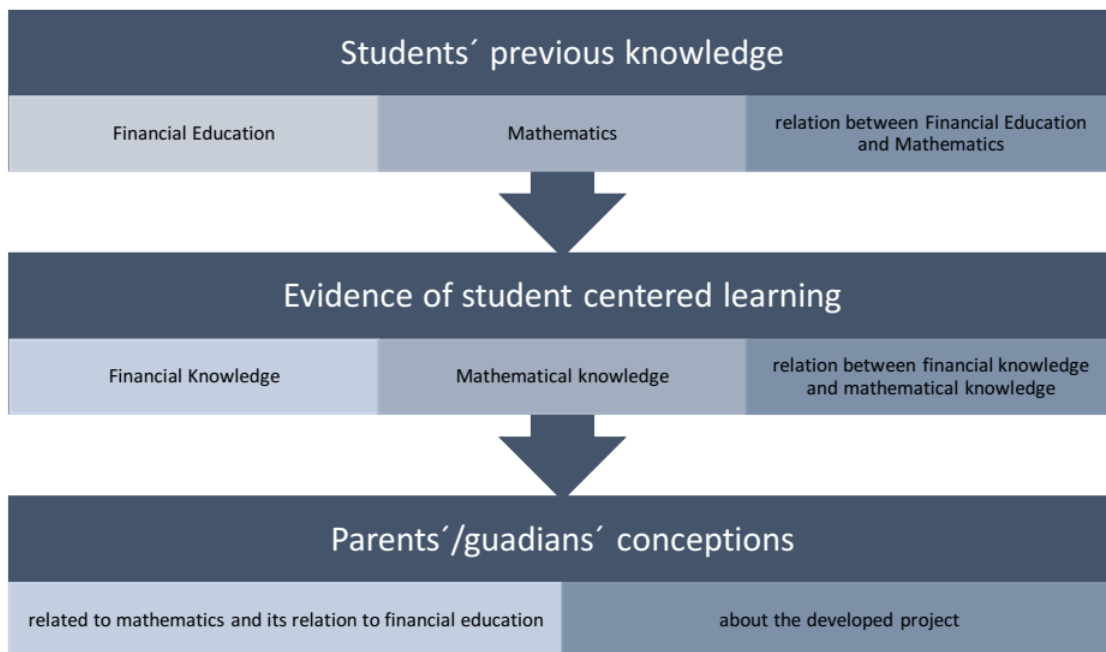 Students´ previous knowledge
Financial Education
Mathematics
relation between Financial Education
and Mathematics
Evidence of student centered learning
Financial Knowledge
Mathematical knowledge
relation between financial knowledge
and mathematical knowledge
Parents´/guadians´ conceptions
related to mathematics and its relation to financial education
about the developed project